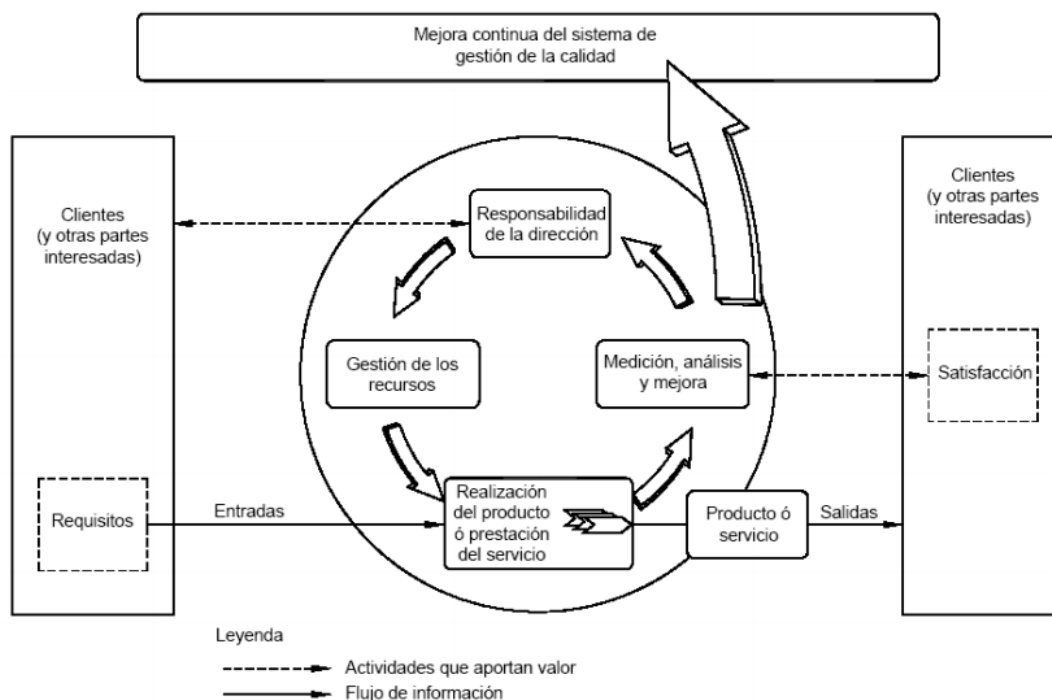 Mejora continua del sistema de
gestión de la calidad
Clientes
(y otras partes
interesadas)
Responsabilidad
de la dirección
Clientes
(y otras partes
interesadas)
Gestión de los
recursos
Medición, análisis
y mejora
Satisfacción
Requisitos
Entradas
Realización
del producto
ó prestación
del servicio
Producto ó
servicio
Salidas
Leyenda
Actividades que aportan valor
Flujo de información